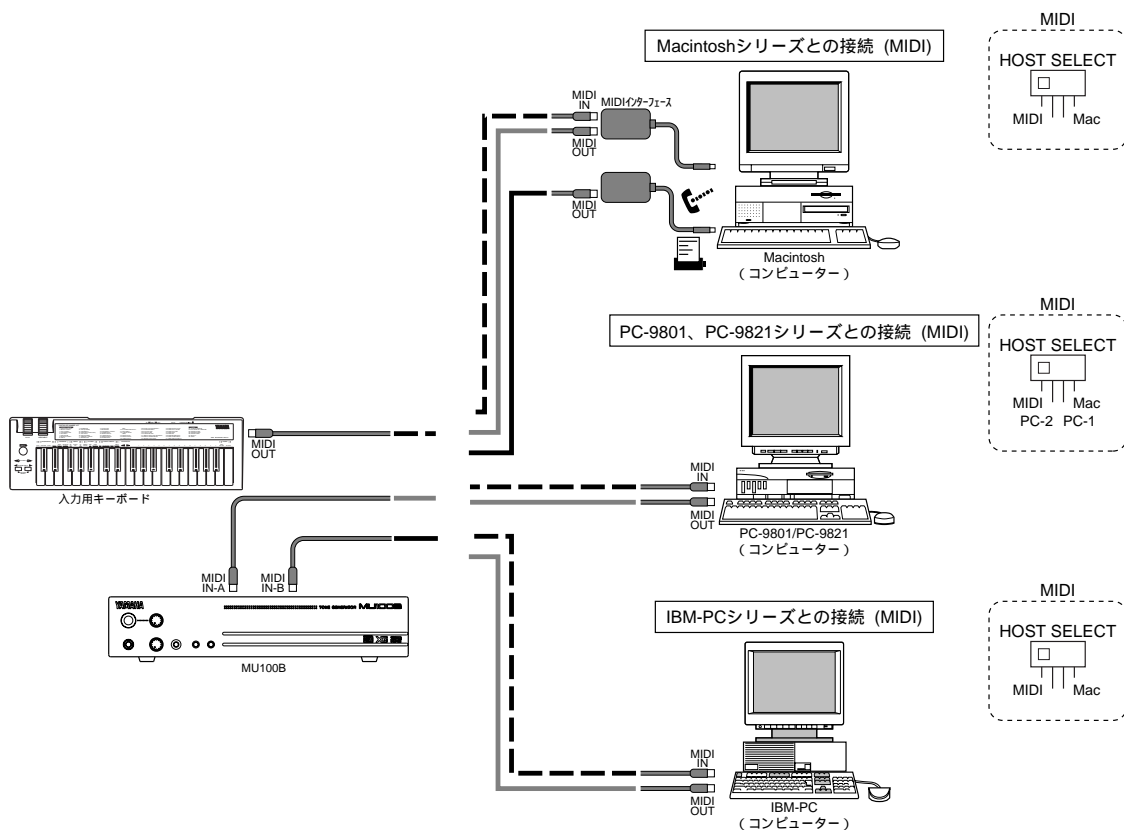 Macintoshシリーズとの接続 (MIDI)
MIDI
HOST SELECT
MIDI Mac
MIDI
IN
MIDIインターフェース
MIDI
OUT
MIDI
OUT
Macintosh
(コンピューター)
PC-9801、PC-9821シリーズとの接続 (MIDI)
MIDI
HOST SELECT
MIDI Mac
PC-2 PC-1
MIDI
OUT
入力用キーボード
MIDI
IN
MIDI
OUT
PC-9801/PC-9821
(コンピューター)
MIDI
IN-A
MIDI
IN-B
YAMAHA
TONE GENERATOR MU100B
MU100B
IBM-PCシリーズとの接続 (MIDI)
MIDI
HOST SELECT
MIDI Mac
MIDI
IN
MIDI
OUT
IBM-PC
(コンピューター)